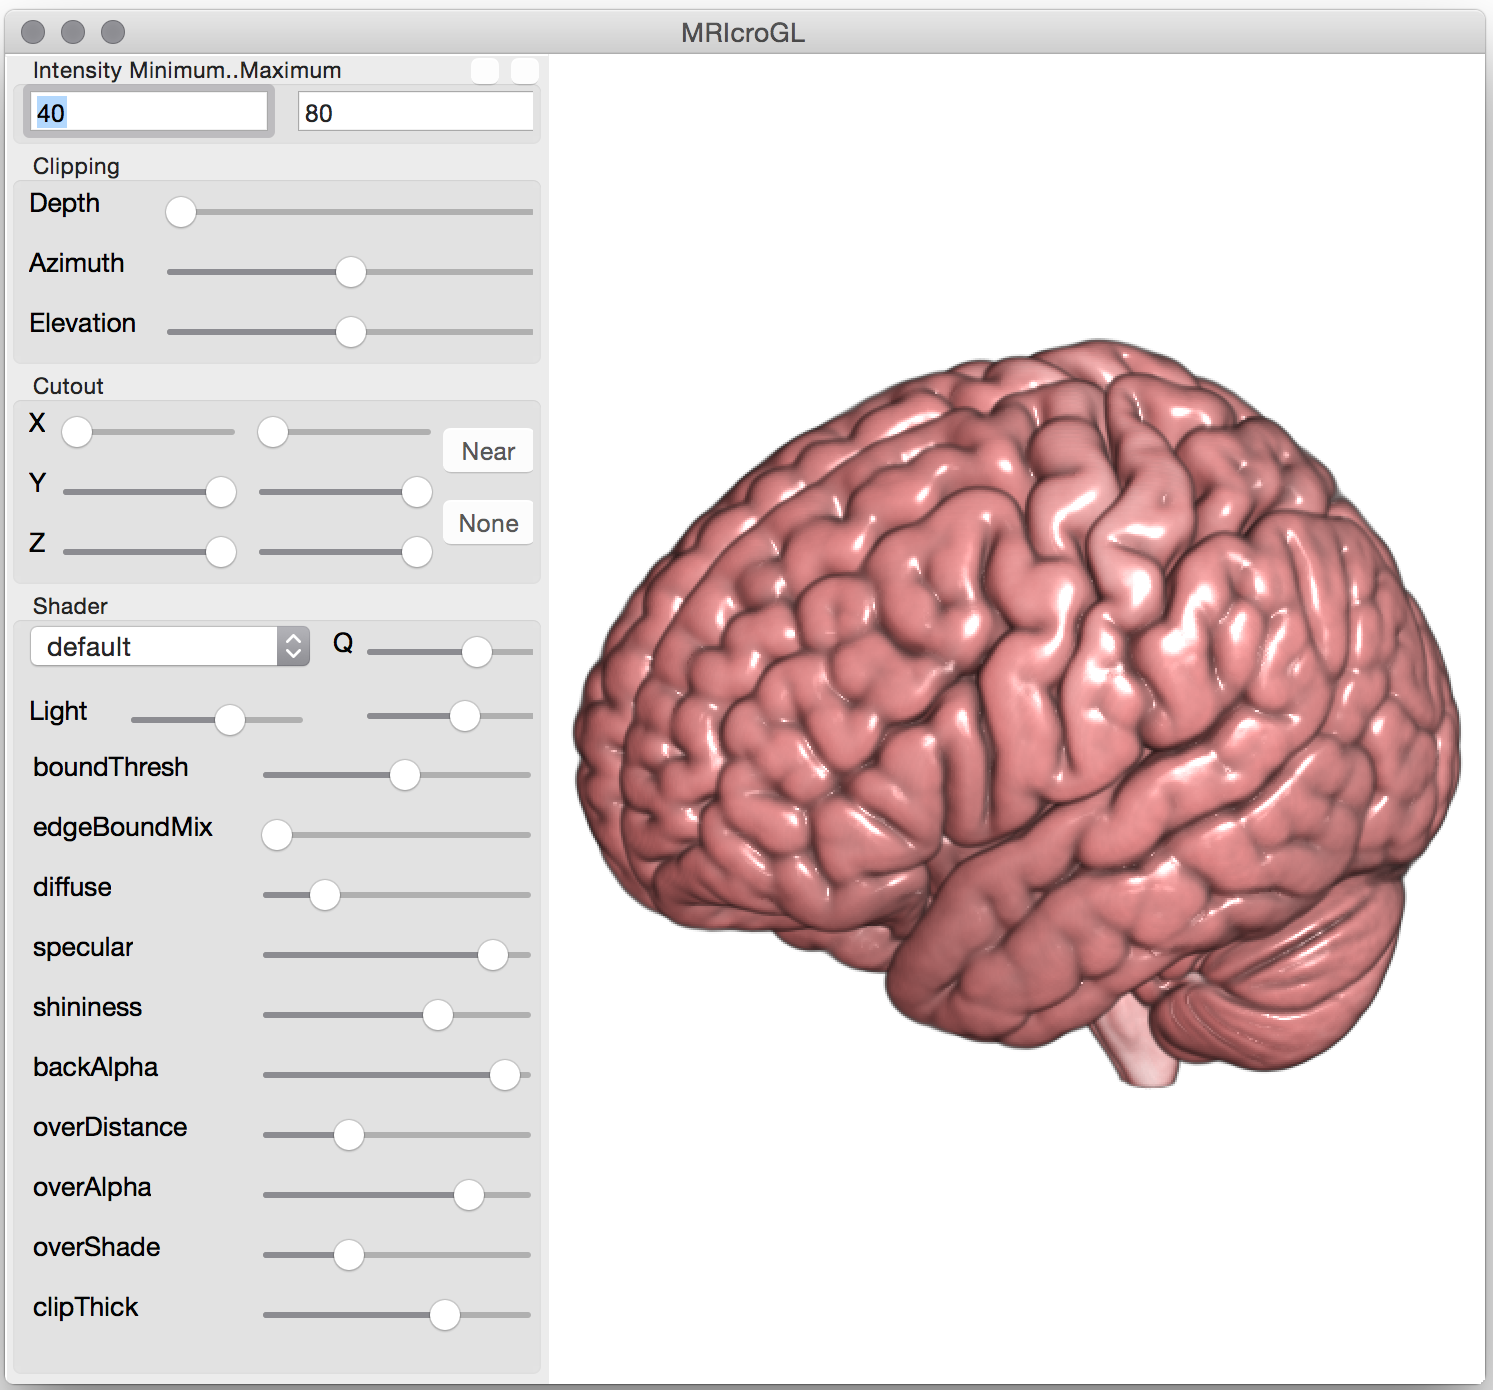 MRIcroGL
Intensity Minimum..Maximum
40 80
Clipping
Depth
Azimuth
Elevation
Cutout
X
Near
Y
None
Z
Shader
default Q
Light
boundThresh
edgeBoundMix
diffuse
specular
shininess
backAlpha
overDistance
overAlpha
overShade
clipThick